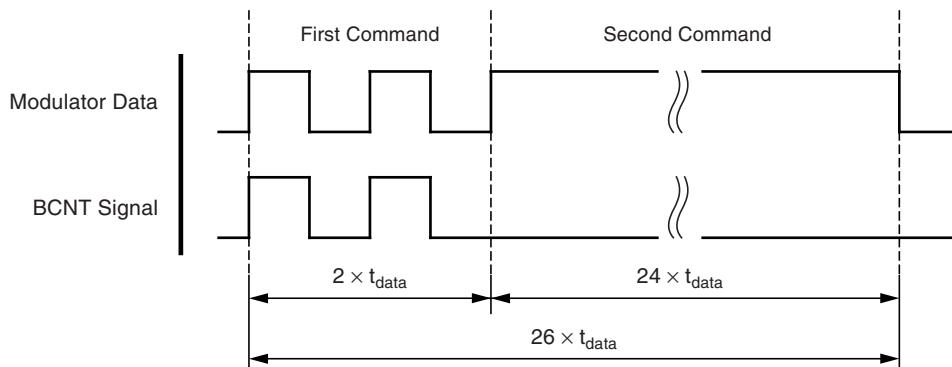 First Command
Second Command
Modulator Data
BCNT Signal
2 × tdata
24 × tdata
26 × tdata